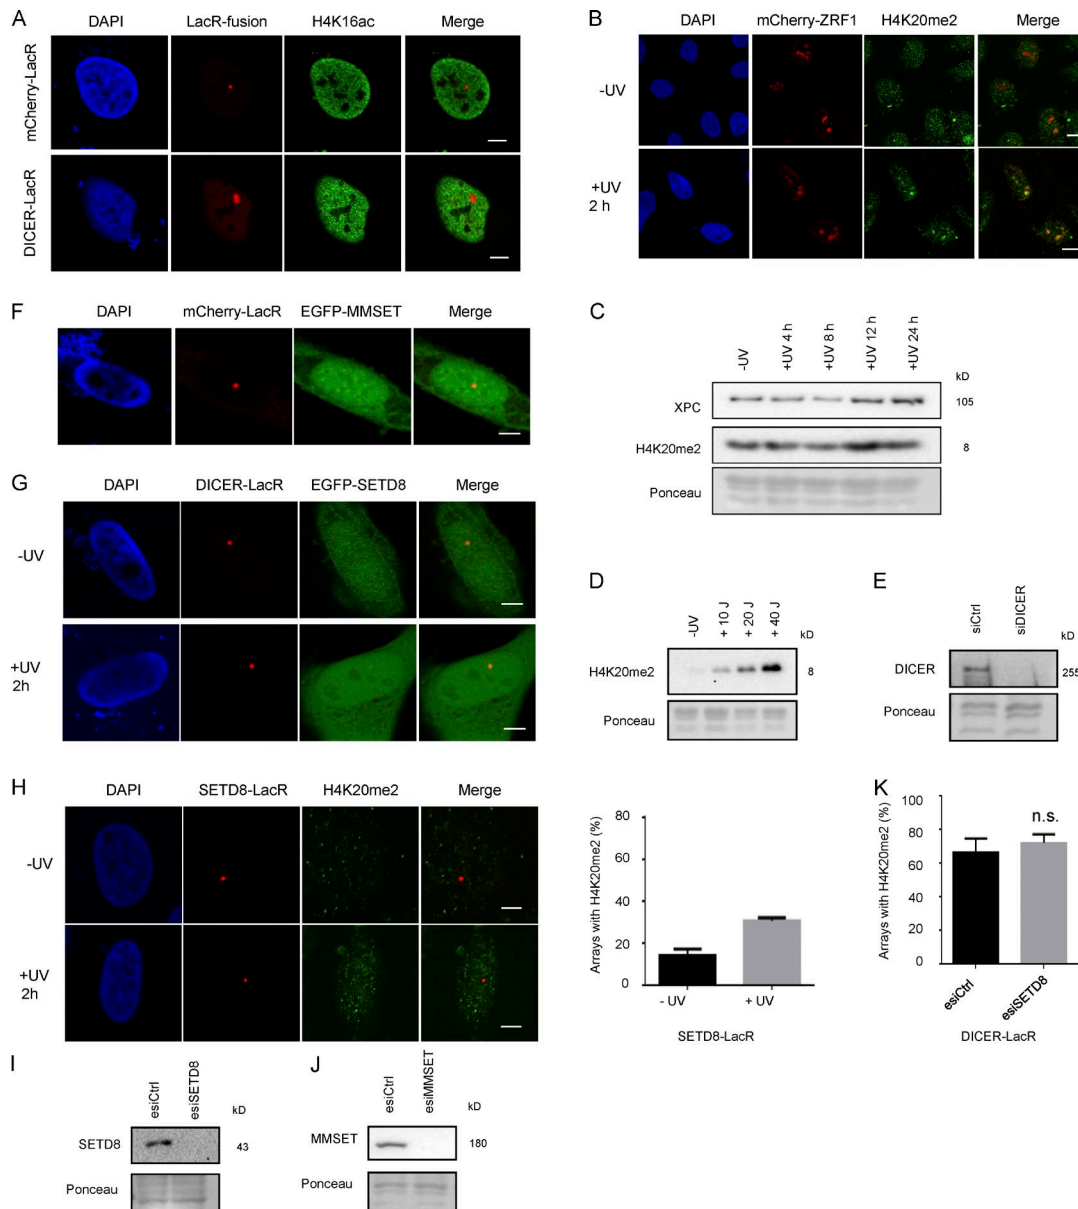 A
DAPI LacR-fusion H4K16ac Merge
mCherry-LacR
DICER-LacR
B
DAPI mCherry-ZRF1 H4K20me2 Merge
-UV
+UV
2 h
F
DAPI mCherry-LacR EGFP-MMSET Merge
C
-UV +UV 4 h +UV 8 h +UV 12 h +UV 24 h
kD
XPC 105
H4K20me2 8
Ponceau
G
DAPI DICER-LacR EGFP-SETD8 Merge
-UV
+UV
2h
D
-UV + 10 J + 20 J + 40 J
kD
H4K20me2 8
Ponceau
E
siCtrl siDICER
kD
DICER 255
Ponceau
H
DAPI SETD8-LacR H4K20me2 Merge
-UV
+UV
2h
Arrays with H4K20me2 (%)
80
60
40
20
0
- UV + UV
SETD8-LacR
K
Arrays with H4K20me2 (%)
100
80
60
40
20
0
n.s.
esiCtrl esiSETD8
DICER-LacR
I
esiCtrl esiSETD8
kD
SETD8 43
Ponceau
J
esiCtrl esiMMSET
kD
MMSET 180
Ponceau